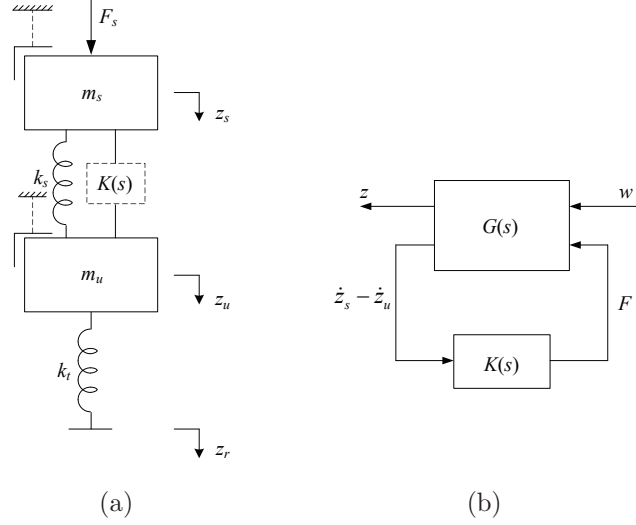 F_s
m_s
z_s
k_s
K(s)
m_u
z_u
k_t
z_r
(a)
z
w
G(s)
ż_s − ż_u
F
K(s)
(b)